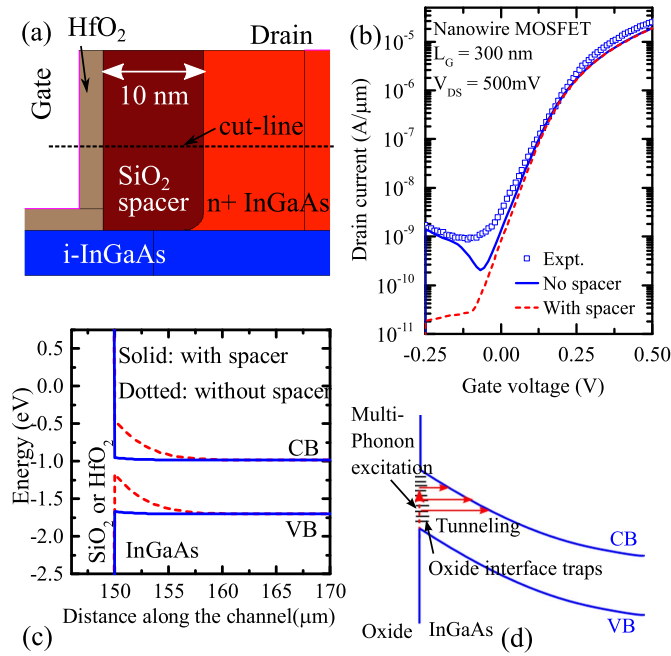 (a)
HfO2
Drain
Gate
10 nm
cut-line
SiO2
spacer
n+ InGaAs
i-InGaAs
(b)
Nanowire MOSFET
LG = 300 nm
VDS = 500mV
Drain current (A/μm)
10-5
10-6
10-7
10-8
10-9
10-10
10-11
Expt.
No spacer
With spacer
-0.25
0.00
0.25
0.50
Gate voltage (V)
Solid: with spacer
Dotted: without spacer
Energy (eV)
0.5
0.0
-0.5
-1.0
-1.5
-2.0
-2.5
SiO2 or HfO2
CB
VB
InGaAs
150
155
160
165
170
Distance along the channel(μm)
(c)
Multi-
Phonon
excitation
Tunneling
CB
Oxide interface traps
VB
Oxide
InGaAs
(d)